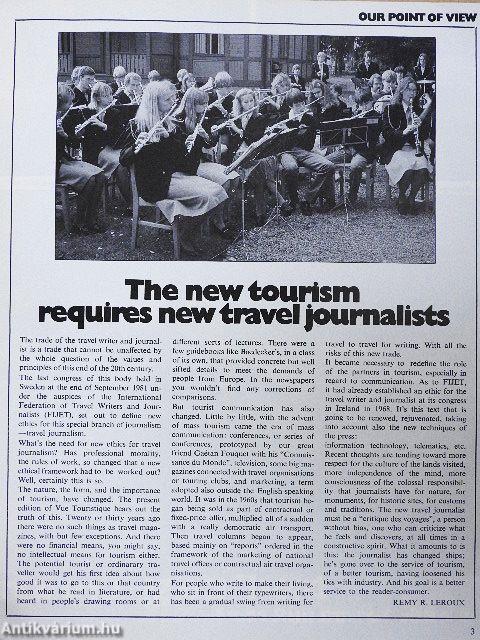 OUR POINT OF VIEW
The new tourism
requires new travel journalists
The trade of the travel writer and journal-
ist is a trade that cannot be unaffected by
the whole question of the values and
principles of this end of the 20th century.
The last congress of this body held in
Sweden at the end of September 1981 un-
der the auspices of the International
Federation of Travel Writers and Jour-
nalists (FIJET), set out to define new
ethics for this special branch of journalism
—travel journalism.
What's the need for new ethics for travel
journalism? Has professional morality,
the rules of work, so changed that a new
ethical framework had to be worked out?
Well, certainly this is so.
The nature, the form, and the importance
of tourism, have changed. The present
edition of Vue Touristique bears out the
truth of this. Twenty or thirty years ago
there were no such things as travel maga-
zines, with but few exceptions. And there
were no financial means, you might say,
no intellectual means for tourism either.
The potential tourist or ordinary tra-
veller would get his first idea about how
good it was to go to this or that country
from what he read in literature, or had
heard in people's drawing rooms or at
different sorts of lectures. There were a
few guidebooks like Baedecker's, in a class
of its own, that provided concrete but well
sifted details to meet the demands of
people from Europe. In the newspapers
you wouldn't find any corrections of
comparisons.
But tourist communication has also
changed. Little by little, with the advent
of mass tourism came the era of mass
communication: conferences, or series of
conferences, prototyped by our great
friend Gaëtan Fouquet with his "Connais-
sance du Monde", television, some big ma-
gazines connected with travel organisations
or touring clubs, and marketing, a term
adopted also outside the English-speaking
world. It was in the 1960s that tourism be-
gan being sold as part of contractual or
fixed-price offer, multiplied all of a sudden
with a really democratic air transport.
Then travel columns began to appear,
based mainly on "reports" ordered in the
framework of the marketing of national
travel offices or contractual air travel orga-
nisations.
For people who write to make their living,
who sit in front of their typewriters, there
has been a gradual swing from writing for
travel to travel for writing. With all the
risks of this new trade.
It became necessary to redefine the role
of the partners in tourism, especially in
regard to communication. As to FIJET,
it had already established an ethic for the
travel writer and journalist at its congress
in Ireland in 1968. It's this text that is
going to be removed, rejuvenated, taking
into account also the new techniques of
the press:
information technology, telematics, etc.
Recent thoughts are tending toward more
respect for the culture of the lands visited,
more independence of the mind, more
consciousness of the colossal responsibil-
ity that journalists have for nature, for
monuments, for historic sites, for customs
and traditions. The new travel journalist
must be a "critique des voyages", a person
without bias, one who can criticize what
he feels and discovers, at all times in a
constructive spirit. What it amounts to is
this: the journalist has changed ships;
he's gone over to the service of tourism,
of a better tourism, having loosened his
ties with industry. And his goal is a better
service to the reader-consumer.
REMY R. LEROUX
3
Antikvárium.hu